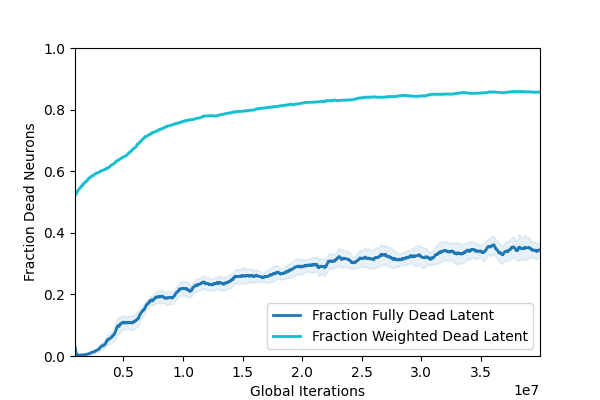 1.0
0.8
0.6
0.4
0.2
0.0
Fraction Dead Neurons
Fraction Fully Dead Latent
Fraction Weighted Dead Latent
0.5 1.0 1.5 2.0 2.5 3.0 3.5
Global Iterations
1e7